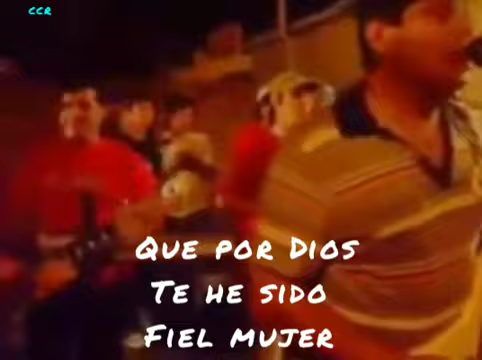 CCR
Que por Dios
Te he sido
Fiel mujer